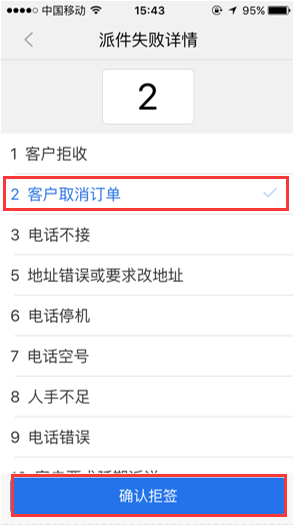 中国移动 15:43 95%
派件失败详情
2
1 客户拒收
2 客户取消订单
3 电话不接
5 地址错误或要求改地址
6 电话停机
7 电话空号
8 人手不足
9 电话错误
确认拒签